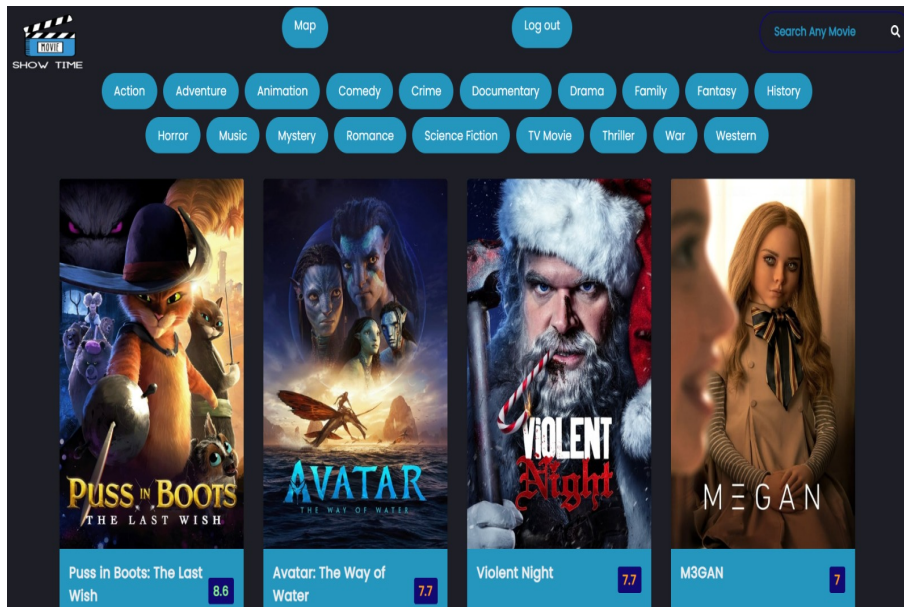 MOVIE
SHOW TIME
Map
Log out
Search Any Movie
Action
Adventure
Animation
Comedy
Crime
Documentary
Drama
Family
Fantasy
History
Horror
Music
Mystery
Romance
Science Fiction
TV Movie
Thriller
War
Western
PUSS IN BOOTS
THE LAST WISH
AVATAR
THE WAY OF WATER
VIOLENT
Night
MΞGAN
Puss in Boots: The Last
Wish
8.6
Avatar: The Way of
Water
7.7
Violent Night
7.7
M3GAN
7